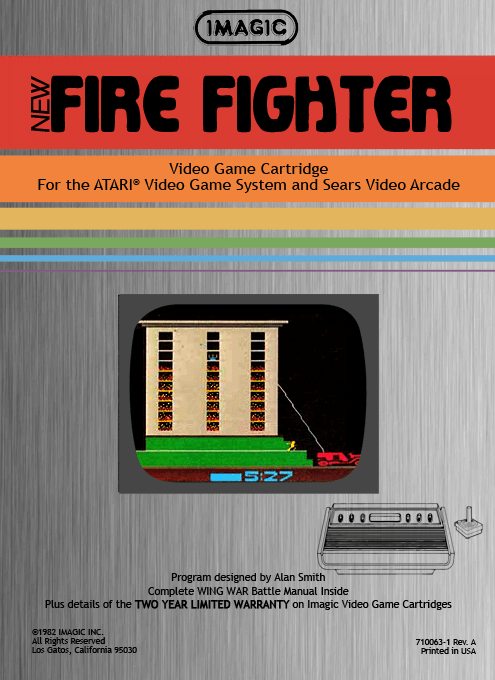 IMAGIC
NEW FIRE FIGHTER
Video Game Cartridge
For the ATARI® Video Game System and Sears Video Arcade
5:27
Program designed by Alan Smith
Complete WING WAR Battle Manual Inside
Plus details of the TWO YEAR LIMITED WARRANTY on Imagic Video Game Cartridges
©1982 IMAGIC INC.
All Rights Reserved
Los Gatos, California 95030
710063-1 Rev. A
Printed in USA